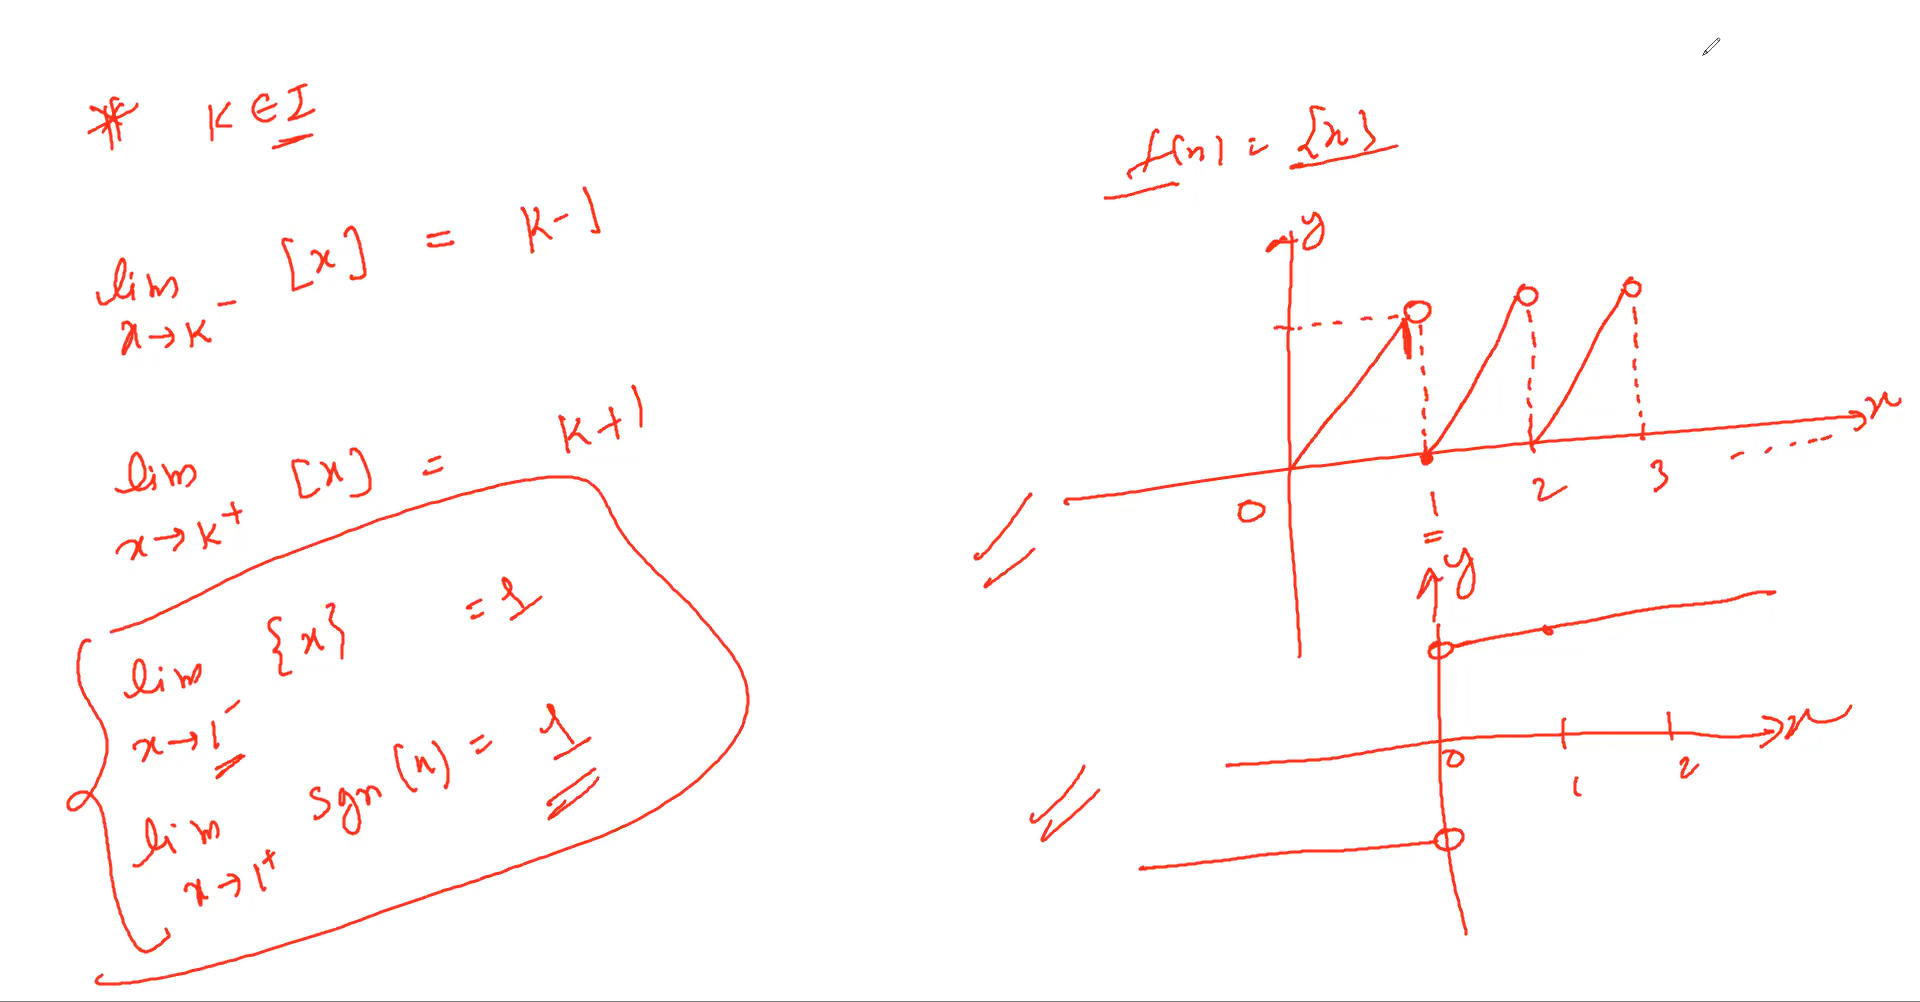 * K ∈ I
lim x→K⁻ [x] = K-1
lim x→K⁺ [x] = K+1
lim x→1⁻ {x} = 1
lim x→1⁺ sgn(x) = 1
f(x) = {x}
y
x
0 1 2 3
y
x
0 1 2